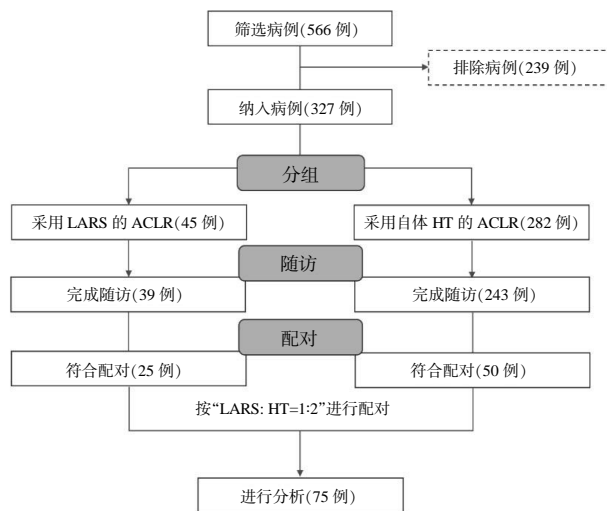 筛选病例(566 例)
排除病例(239 例)
纳入病例(327 例)
分组
采用 LARS 的 ACLR(45 例)
采用自体 HT 的 ACLR(282 例)
随访
完成随访(39 例)
完成随访(243 例)
配对
符合配对(25 例)
符合配对(50 例)
按“LARS: HT=1:2”进行配对
进行分析(75 例)